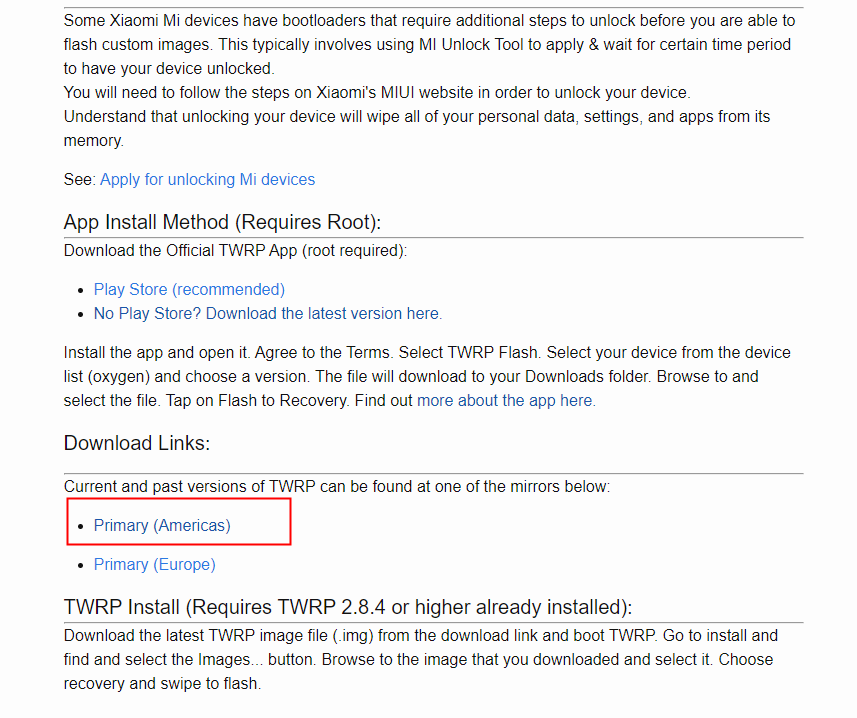 Some Xiaomi Mi devices have bootloaders that require additional steps to unlock before you are able to
flash custom images. This typically involves using MI Unlock Tool to apply & wait for certain time period
to have your device unlocked.
You will need to follow the steps on Xiaomi's MIUI website in order to unlock your device.
Understand that unlocking your device will wipe all of your personal data, settings, and apps from its
memory.
See: Apply for unlocking Mi devices
App Install Method (Requires Root):
Download the Official TWRP App (root required):
• Play Store (recommended)
• No Play Store? Download the latest version here.
Install the app and open it. Agree to the Terms. Select TWRP Flash. Select your device from the device
list (oxygen) and choose a version. The file will download to your Downloads folder. Browse to and
select the file. Tap on Flash to Recovery. Find out more about the app here.
Download Links:
Current and past versions of TWRP can be found at one of the mirrors below:
• Primary (Americas)
• Primary (Europe)
TWRP Install (Requires TWRP 2.8.4 or higher already installed):
Download the latest TWRP image file (.img) from the download link and boot TWRP. Go to install and
find and select the Images... button. Browse to the image that you downloaded and select it. Choose
recovery and swipe to flash.